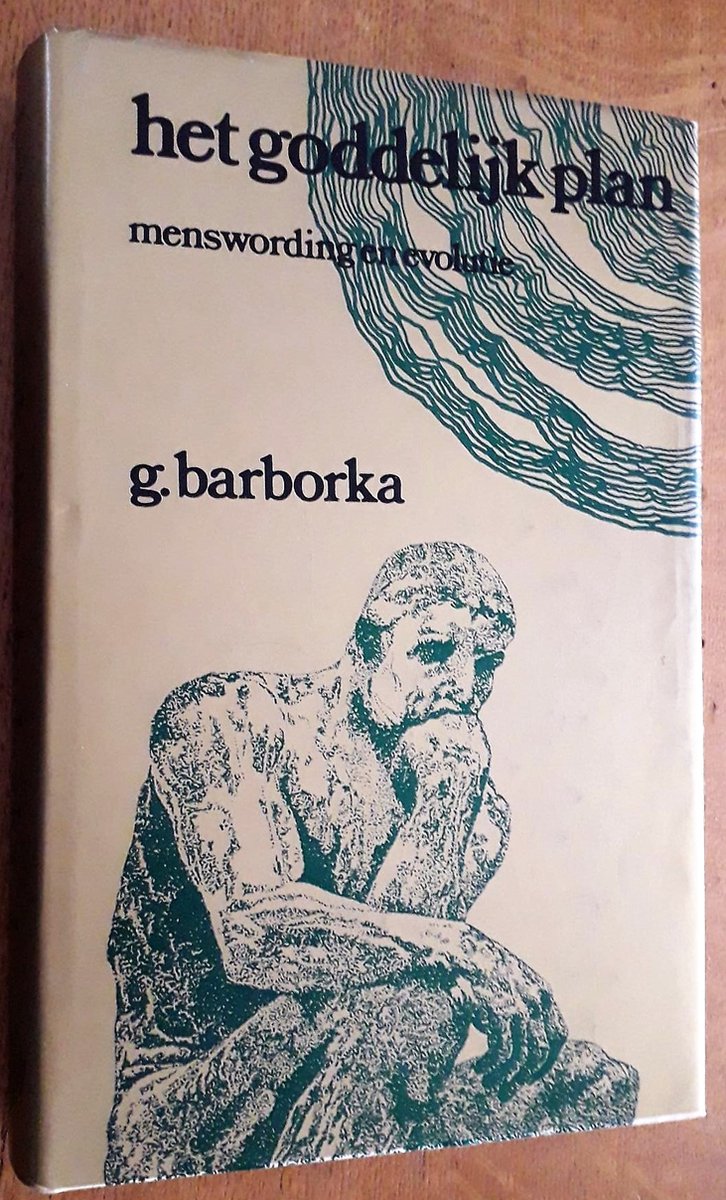 het goddelijk plan
menswording en evolutie
g. barborka